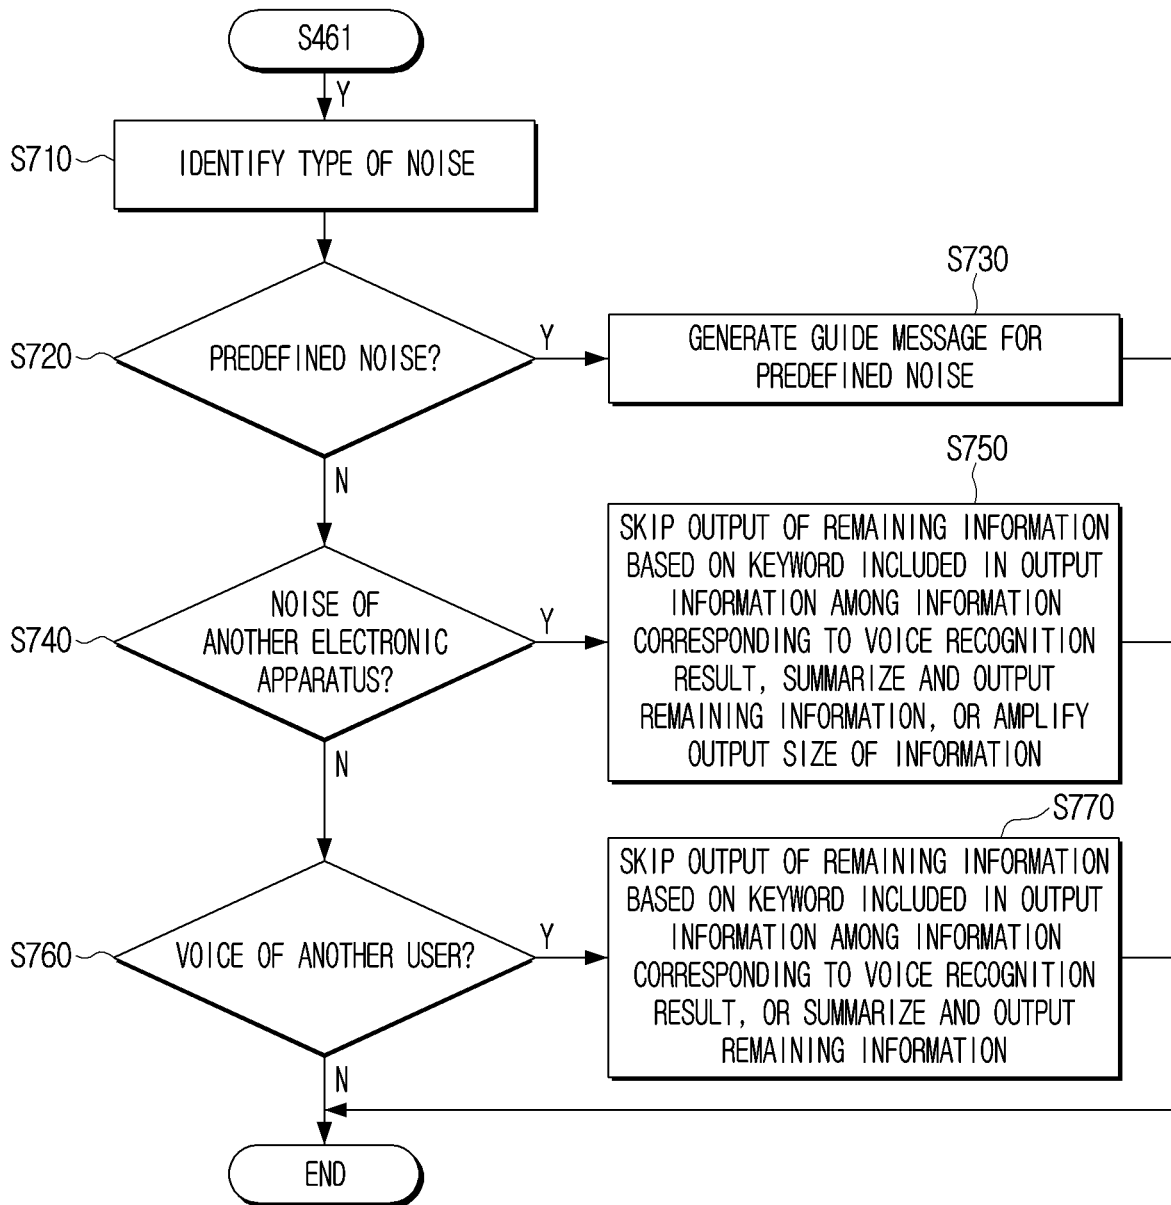 S461
Y
S710
IDENTIFY TYPE OF NOISE
S720
PREDEFINED NOISE?
Y
S730
GENERATE GUIDE MESSAGE FOR
PREDEFINED NOISE
N
S740
NOISE OF
ANOTHER ELECTRONIC
APPARATUS?
Y
S750
SKIP OUTPUT OF REMAINING INFORMATION
BASED ON KEYWORD INCLUDED IN OUTPUT
INFORMATION AMONG INFORMATION
CORRESPONDING TO VOICE RECOGNITION
RESULT, SUMMARIZE AND OUTPUT
REMAINING INFORMATION, OR AMPLIFY
OUTPUT SIZE OF INFORMATION
N
S760
VOICE OF ANOTHER USER?
Y
S770
SKIP OUTPUT OF REMAINING INFORMATION
BASED ON KEYWORD INCLUDED IN OUTPUT
INFORMATION AMONG INFORMATION
CORRESPONDING TO VOICE RECOGNITION
RESULT, OR SUMMARIZE AND OUTPUT
REMAINING INFORMATION
N
END